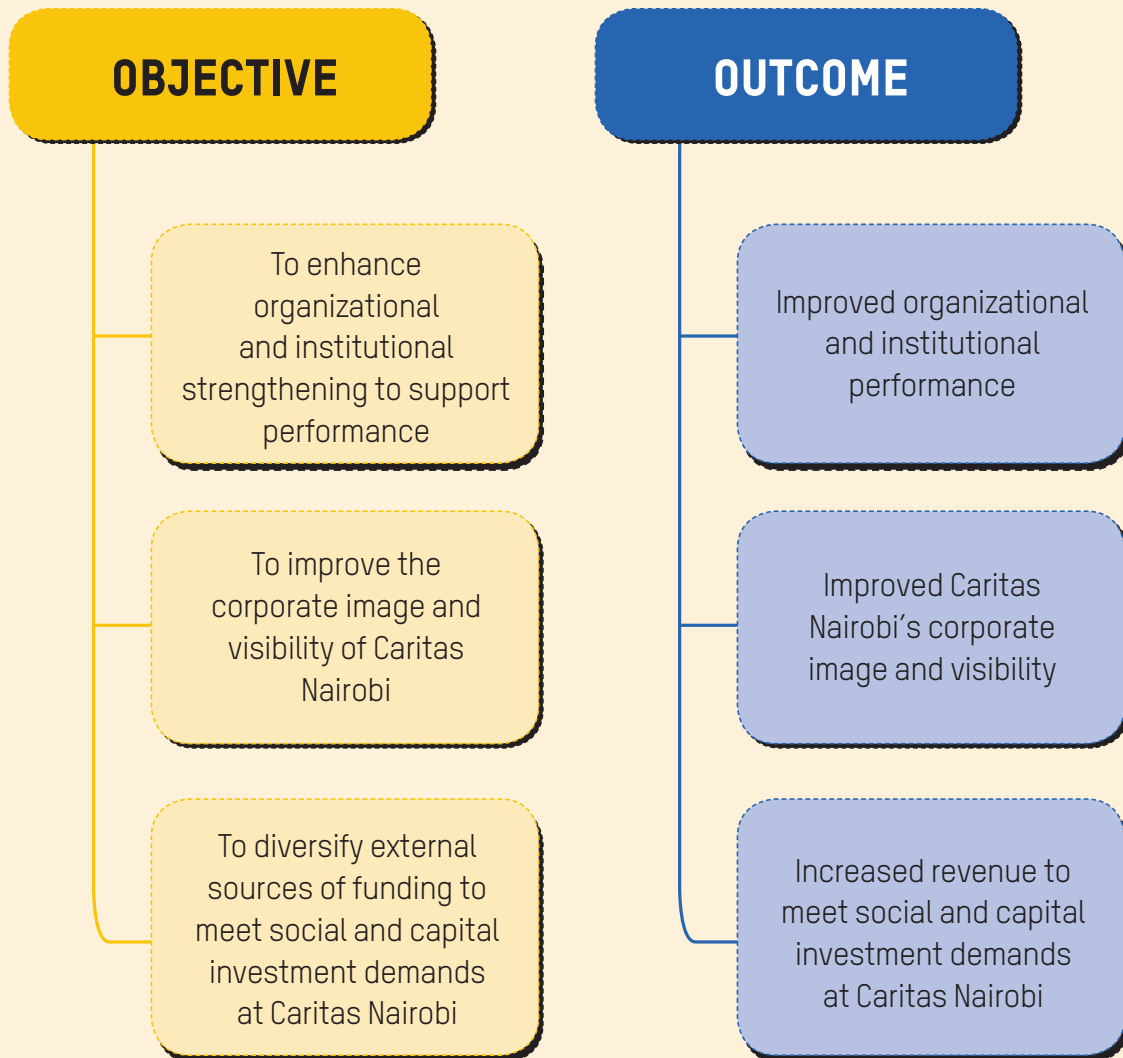 OBJECTIVE
To enhance
organizational
and institutional
strengthening to support
performance
To improve the
corporate image and
visibility of Caritas
Nairobi
To diversify external
sources of funding to
meet social and capital
investment demands
at Caritas Nairobi
OUTCOME
Improved organizational
and institutional
performance
Improved Caritas
Nairobi’s corporate
image and visibility
Increased revenue to
meet social and capital
investment demands
at Caritas Nairobi